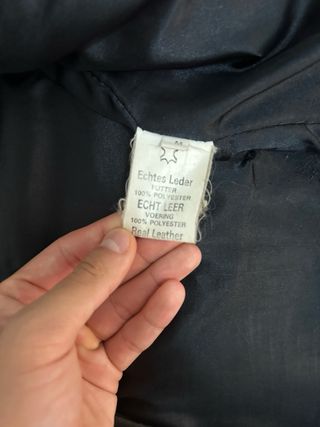 M
Echtes Leder
FUTTER
100% POLYESTER
ECHT LEER
VOERING
100% POLYESTER
Real Leather